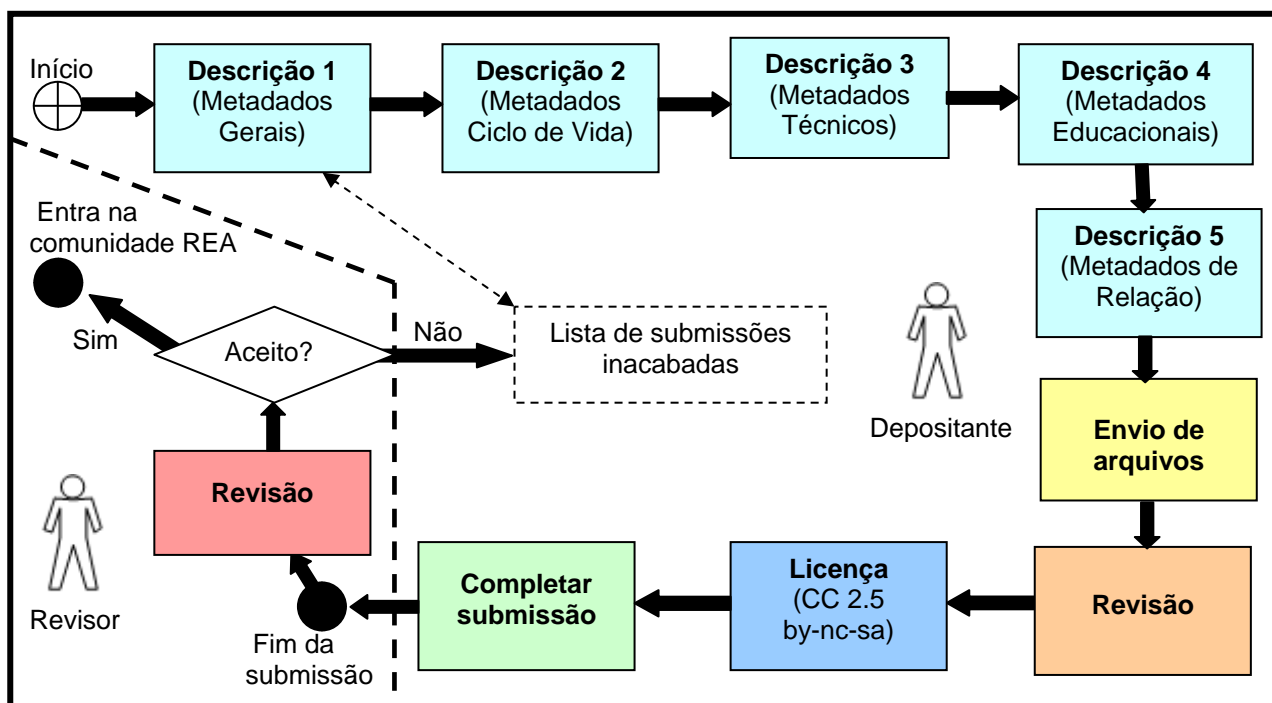 Início
Descrição 1
(Metadados
Gerais)
Descrição 2
(Metadados
Ciclo de Vida)
Descrição 3
(Metadados
Técnicos)
Descrição 4
(Metadados
Educacionais)
Descrição 5
(Metadados de
Relação)
Entra na
comunidade REA
Sim
Aceito?
Não
Lista de submissões
inacabadas
Depositante
Envio de
arquivos
Revisão
Licença
(CC 2.5
by-nc-sa)
Completar
submissão
Fim da
submissão
Revisão
Revisor